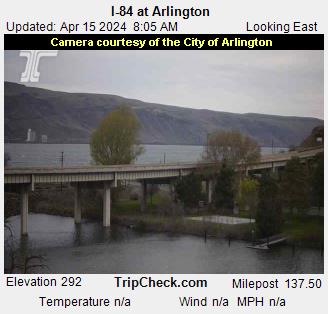 I-84 at Arlington
Updated: Apr 15 2024 8:05 AM Looking East
Camera courtesy of the City of Arlington
Elevation 292 TripCheck.com Milepost 137.50
Temperature n/a Wind n/a MPH n/a